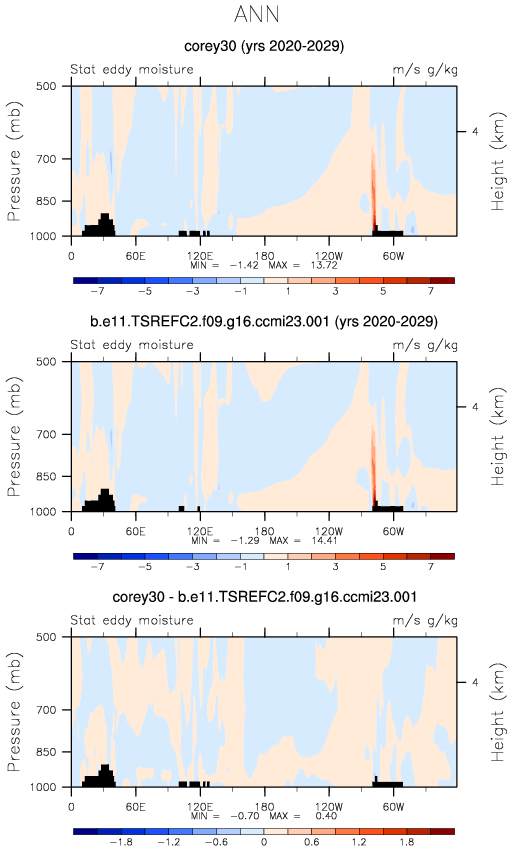 ANN
corey30 (yrs 2020-2029)
Stat eddy moisture m/s g/kg
500
700
850
1000
Pressure (mb)
4
Height (km)
0 60E 120E 180 120W 60W
MIN = -1.42 MAX = 13.72
-7 -5 -3 -1 1 3 5 7
b.e11.TSREFC2.f09.g16.ccmi23.001 (yrs 2020-2029)
Stat eddy moisture m/s g/kg
500
700
850
1000
Pressure (mb)
4
Height (km)
0 60E 120E 180 120W 60W
MIN = -1.29 MAX = 14.41
-7 -5 -3 -1 1 3 5 7
corey30 - b.e11.TSREFC2.f09.g16.ccmi23.001
Stat eddy moisture m/s g/kg
500
700
850
1000
Pressure (mb)
4
Height (km)
0 60E 120E 180 120W 60W
MIN = -0.70 MAX = 0.40
-1.8 -1.2 -0.6 0 0.6 1.2 1.8